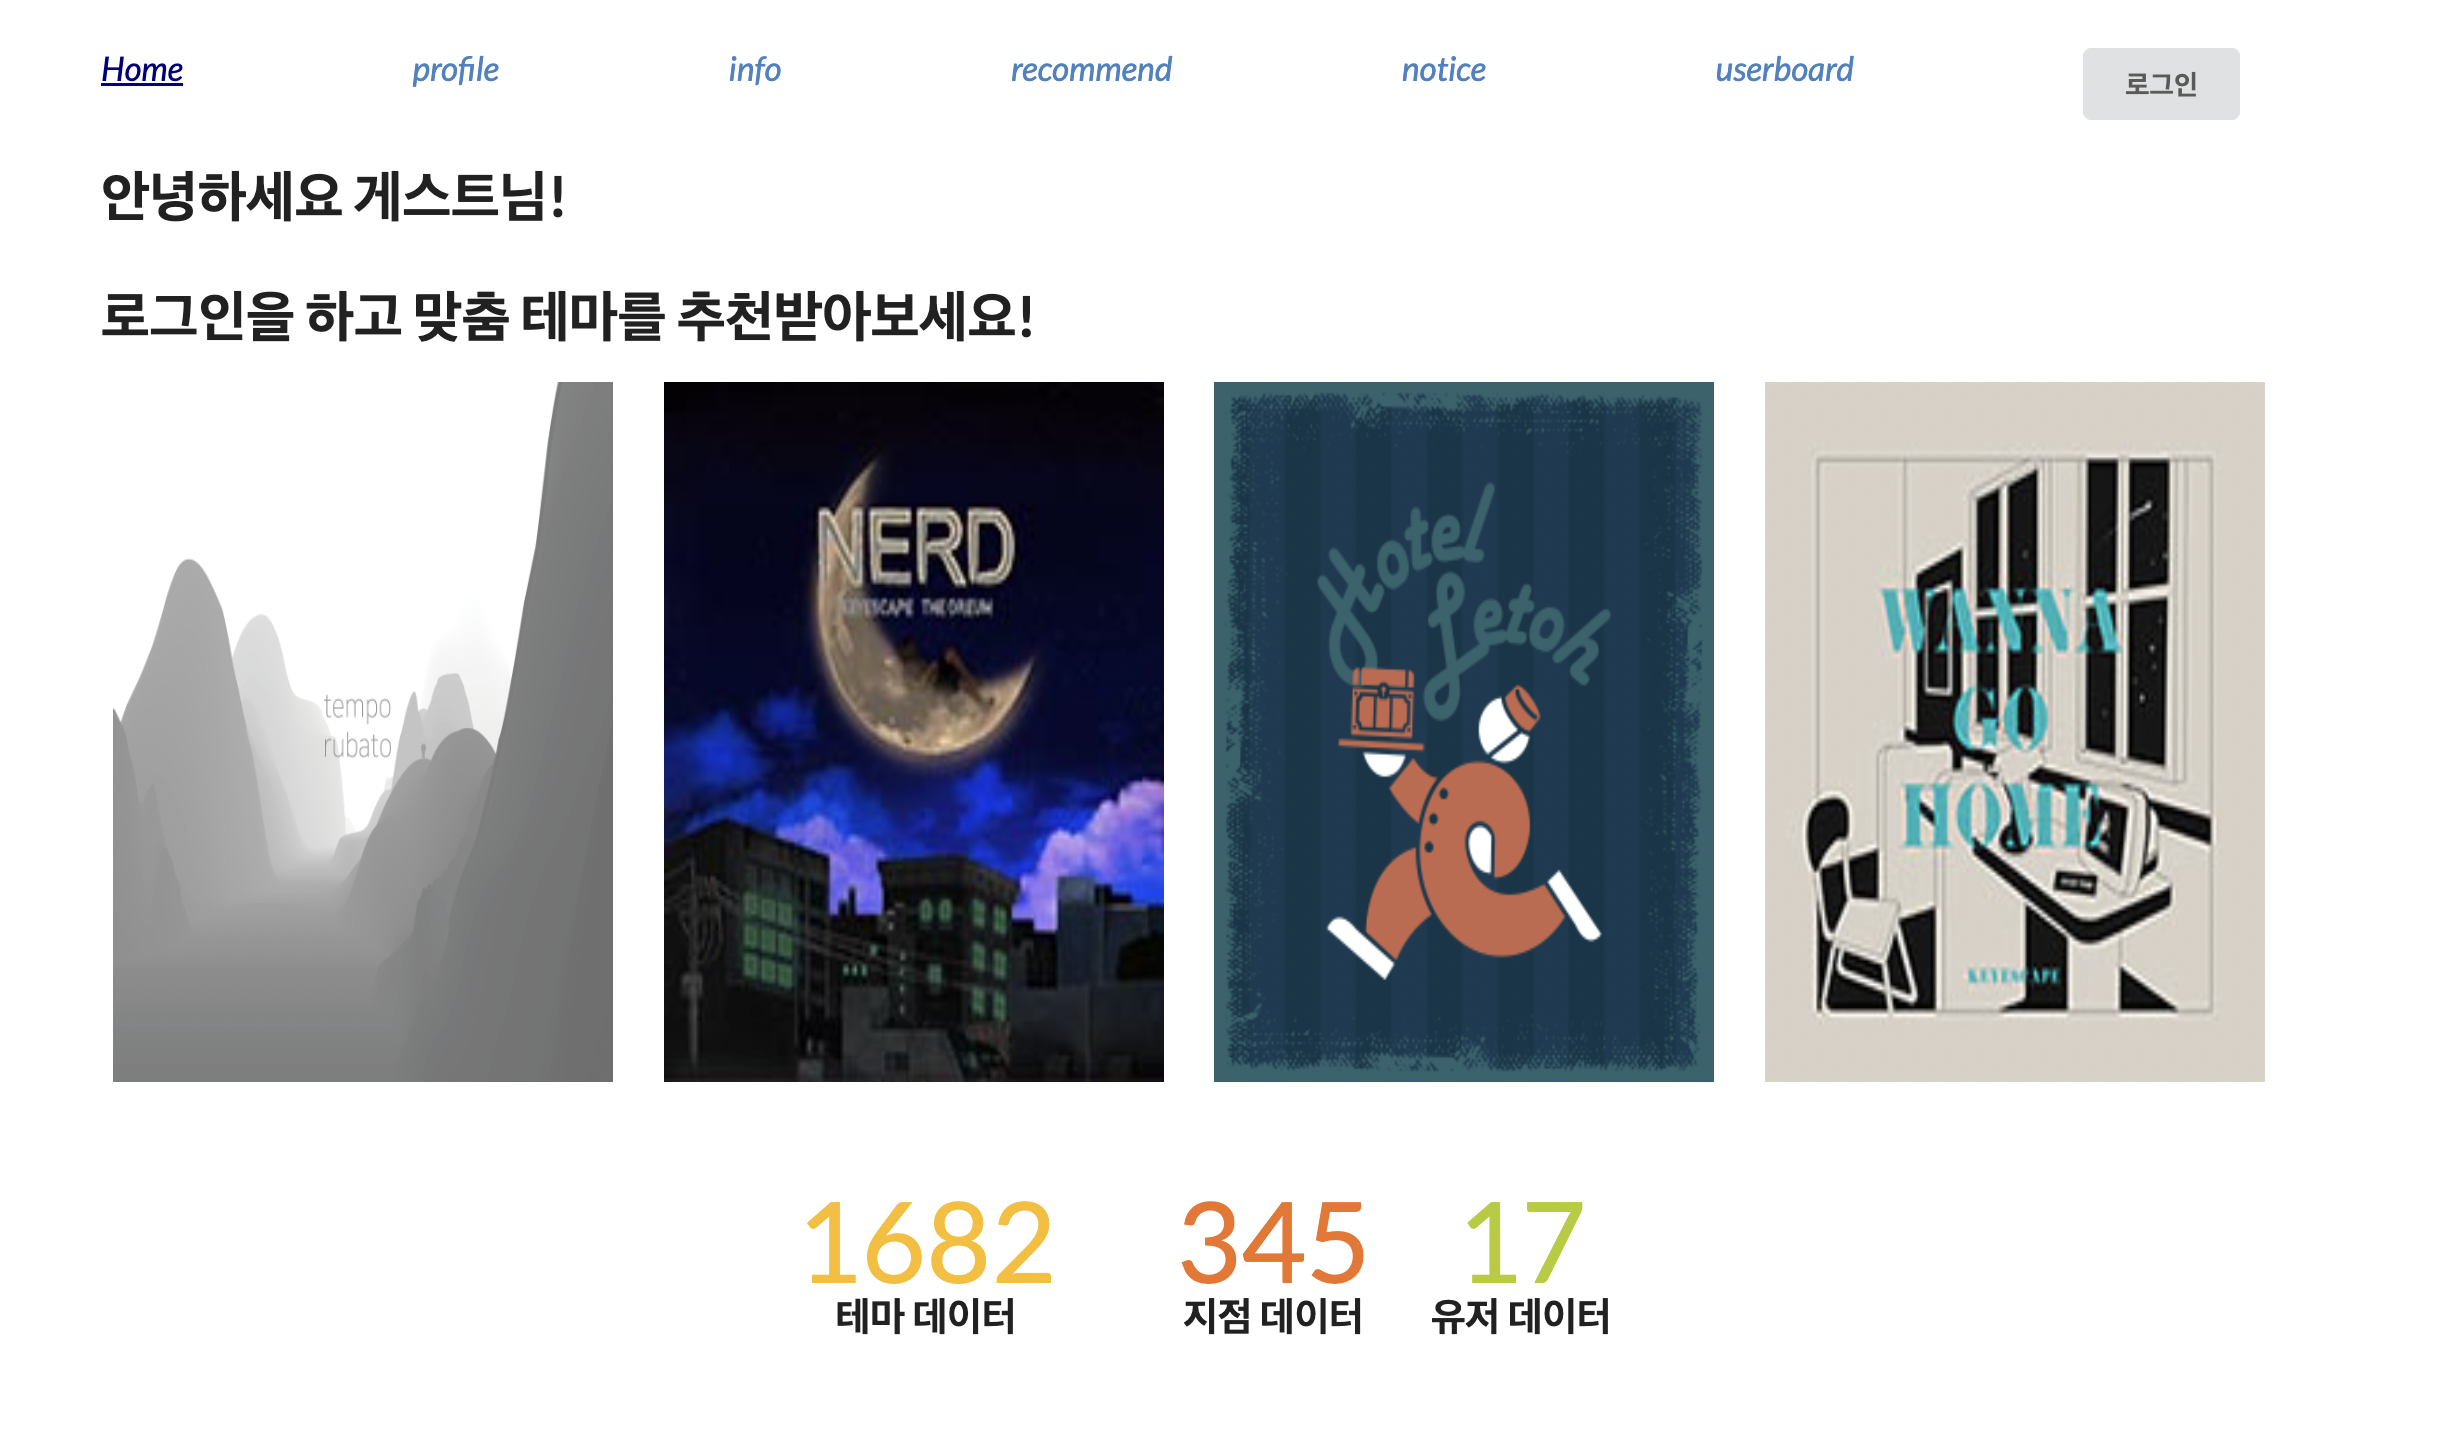 Home profile info recommend notice userboard 로그인
안녕하세요 게스트님!
로그인을 하고 맞춤 테마를 추천받아보세요!
tempo
rubato
NERD
KEYESCAPE THEOREUM
Hotel
Letoh
WANNA
GO
HOME
KEYESCAPE
1682 345 17
테마 데이터 지점 데이터 유저 데이터